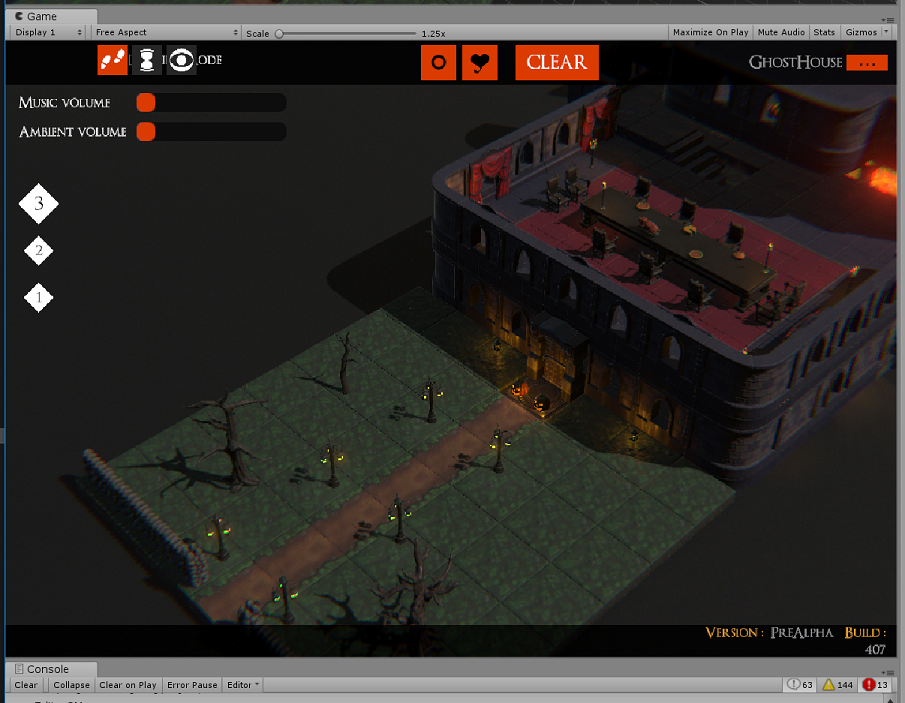 Game
Display 1 Free Aspect Scale 1.25x Maximize On Play Mute Audio Stats Gizmos
ODE CLEAR GhostHouse ...
Music volume
Ambient volume
3
2
1
Version : PreAlpha Build :
407
Console
Clear Collapse Clear on Play Error Pause Editor 63 144 13